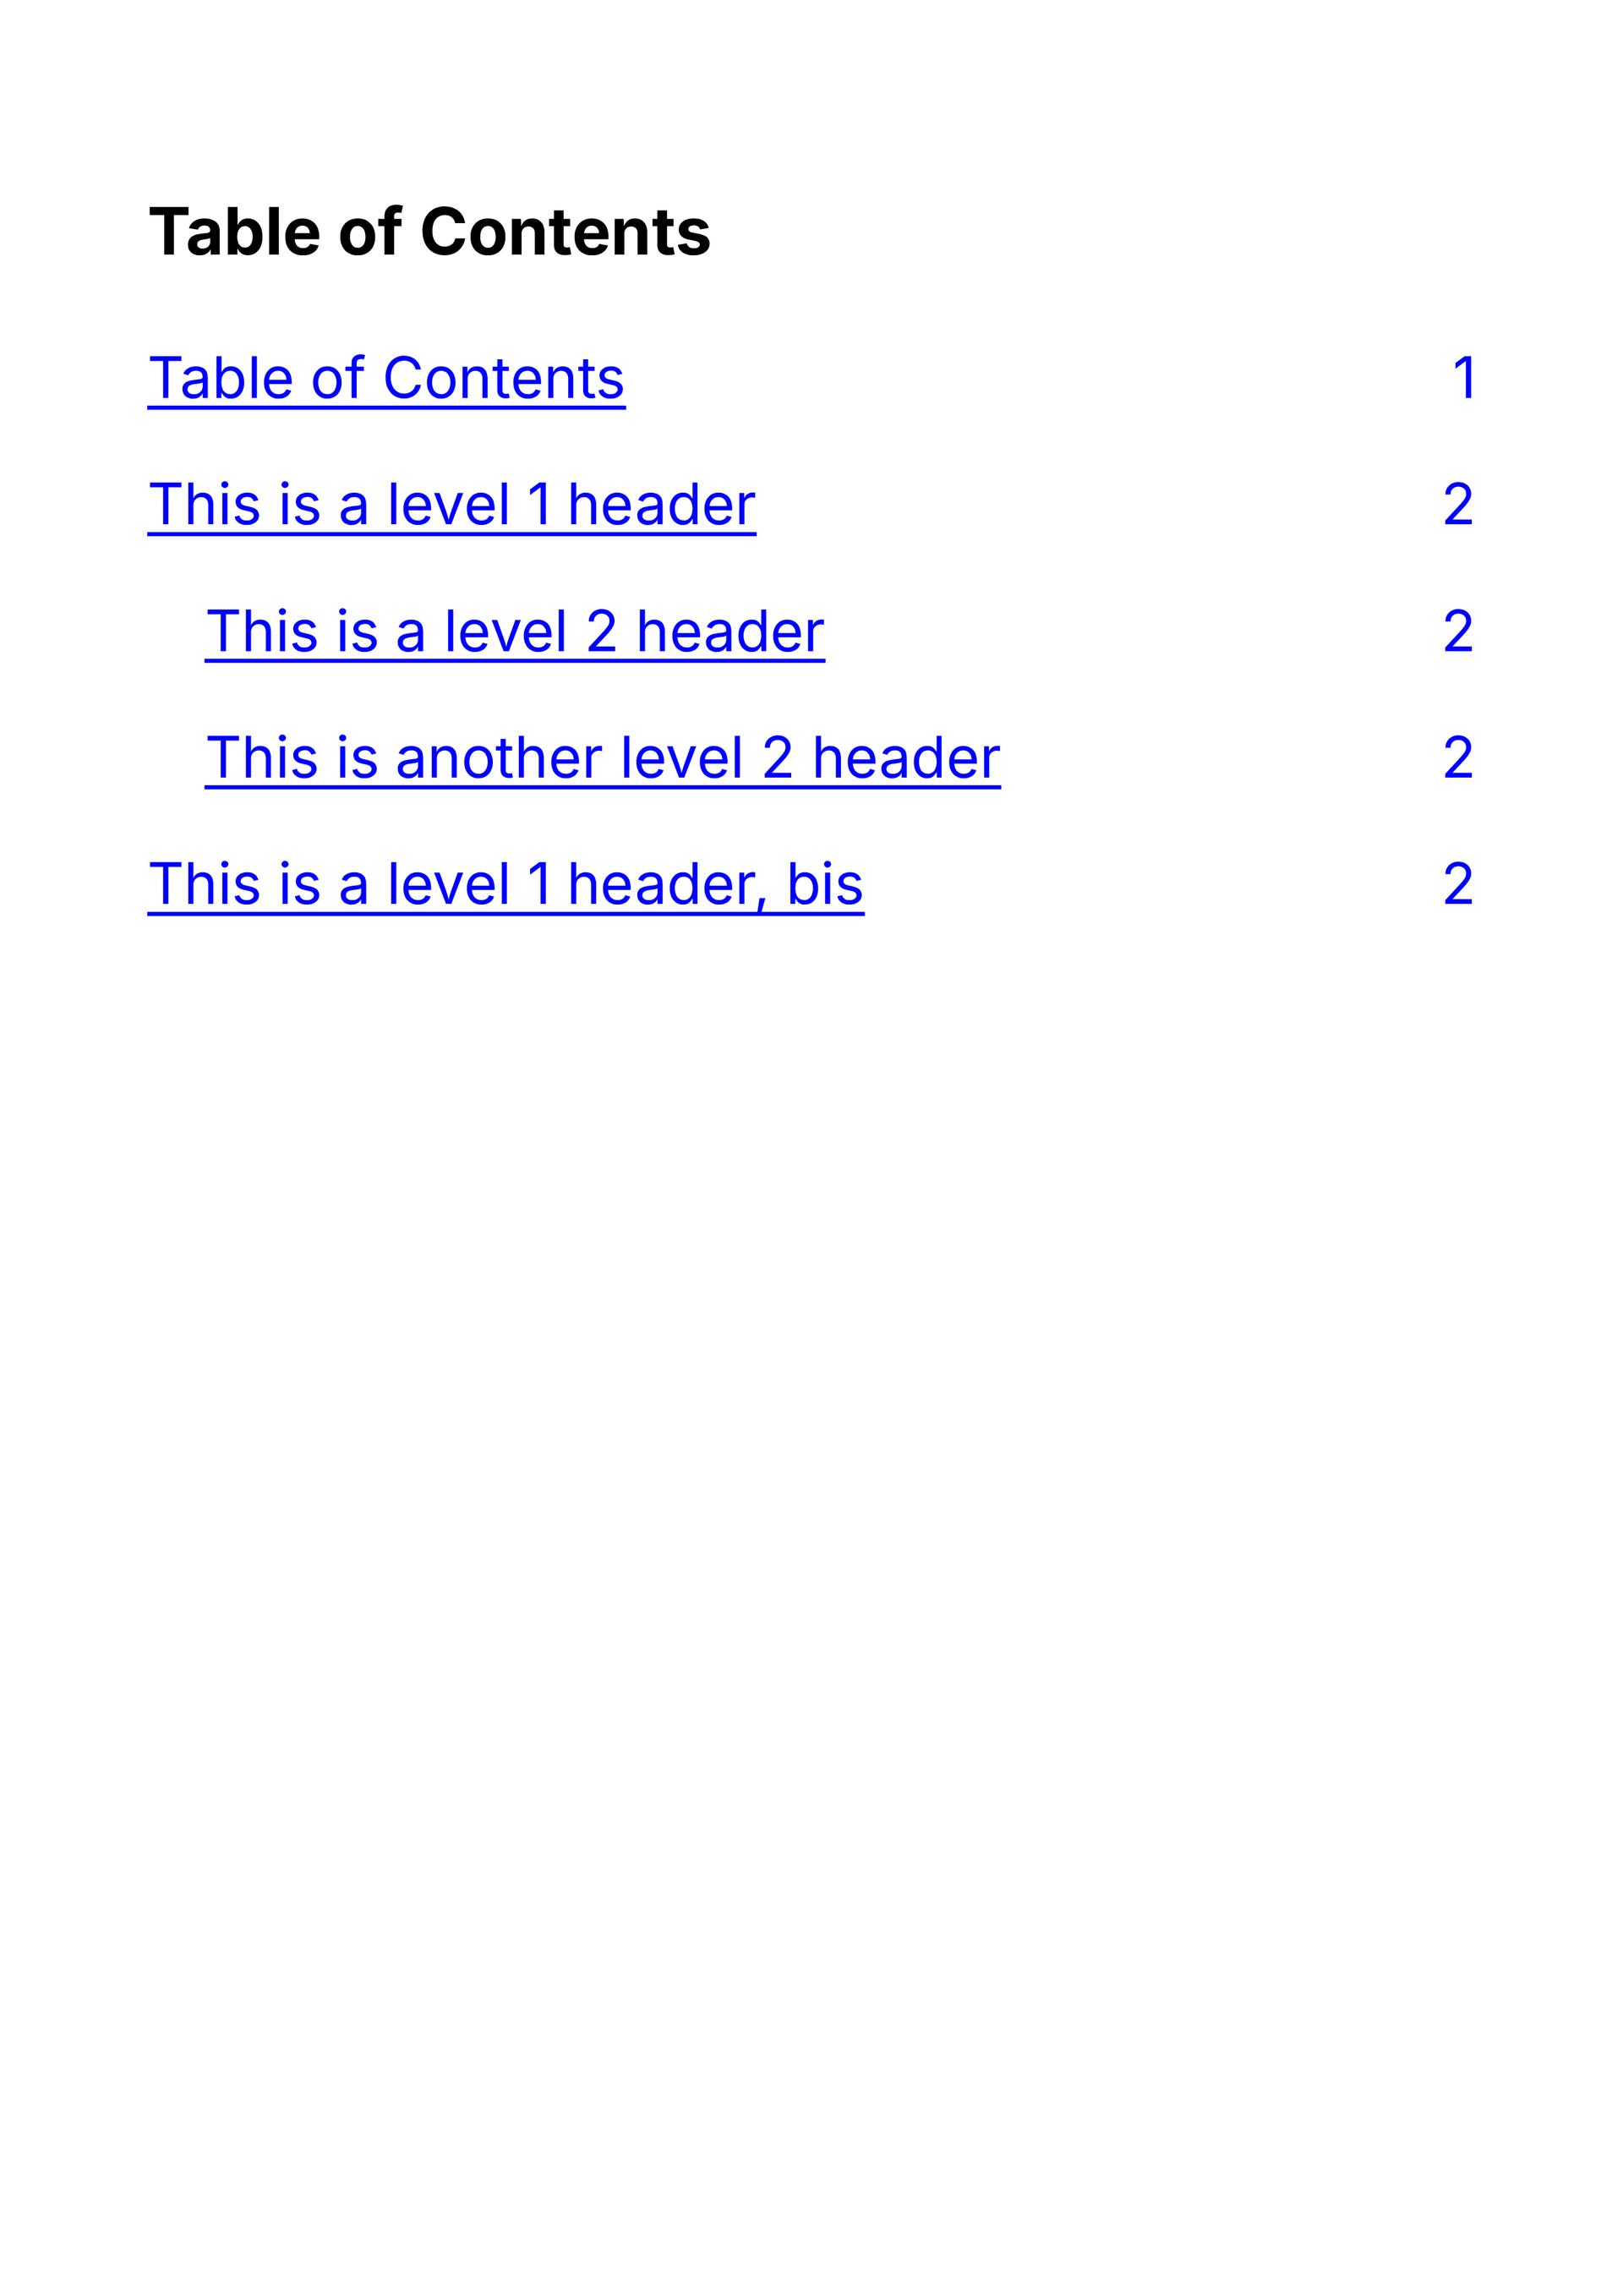 Table of Contents
Table of Contents 1
This is a level 1 header 2
This is a level 2 header 2
This is another level 2 header 2
This is a level 1 header, bis 2